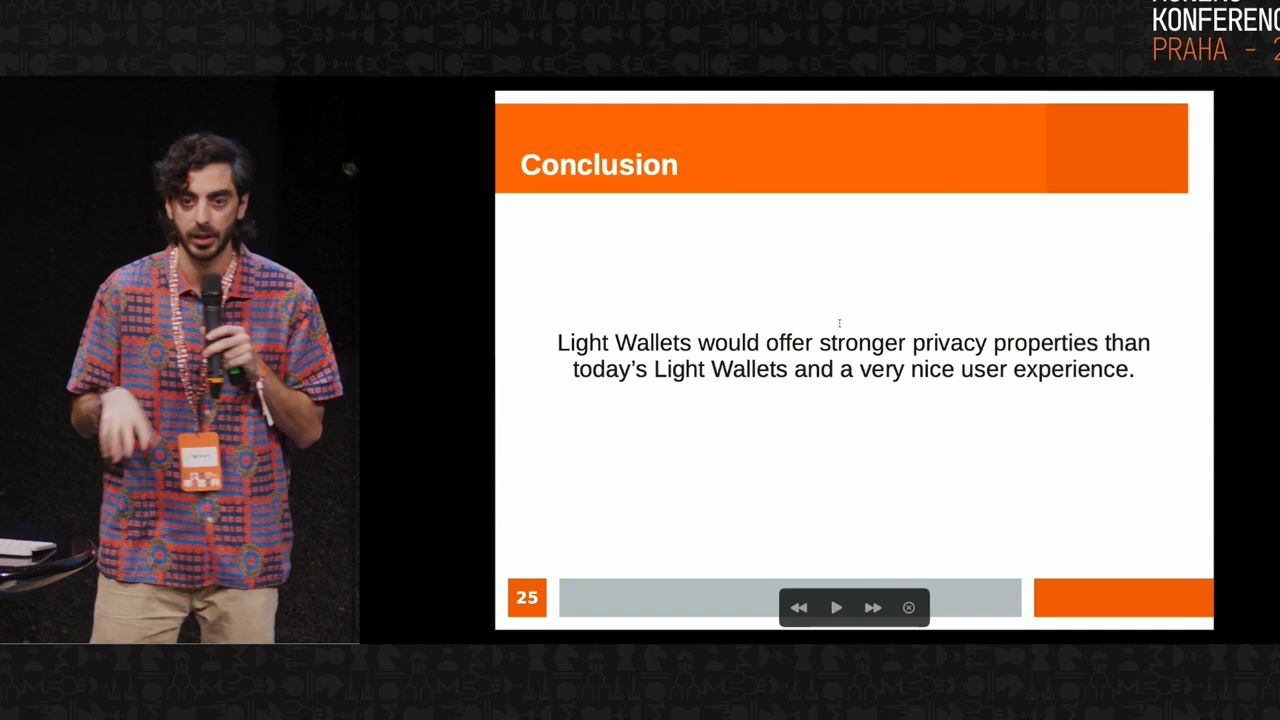 KONFERENC
PRAHA - 2
Conclusion
Light Wallets would offer stronger privacy properties than
today's Light Wallets and a very nice user experience.
25